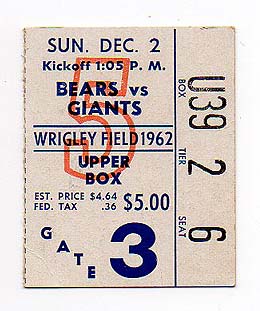 SUN. DEC. 2
Kickoff 1:05 P. M.
5
BEARS vs
GIANTS
WRIGLEY FIELD 1962
UPPER
BOX
EST. PRICE $4.64
FED. TAX .36
$5.00
GATE
3
BOX U39
TIER 2
SEAT 6